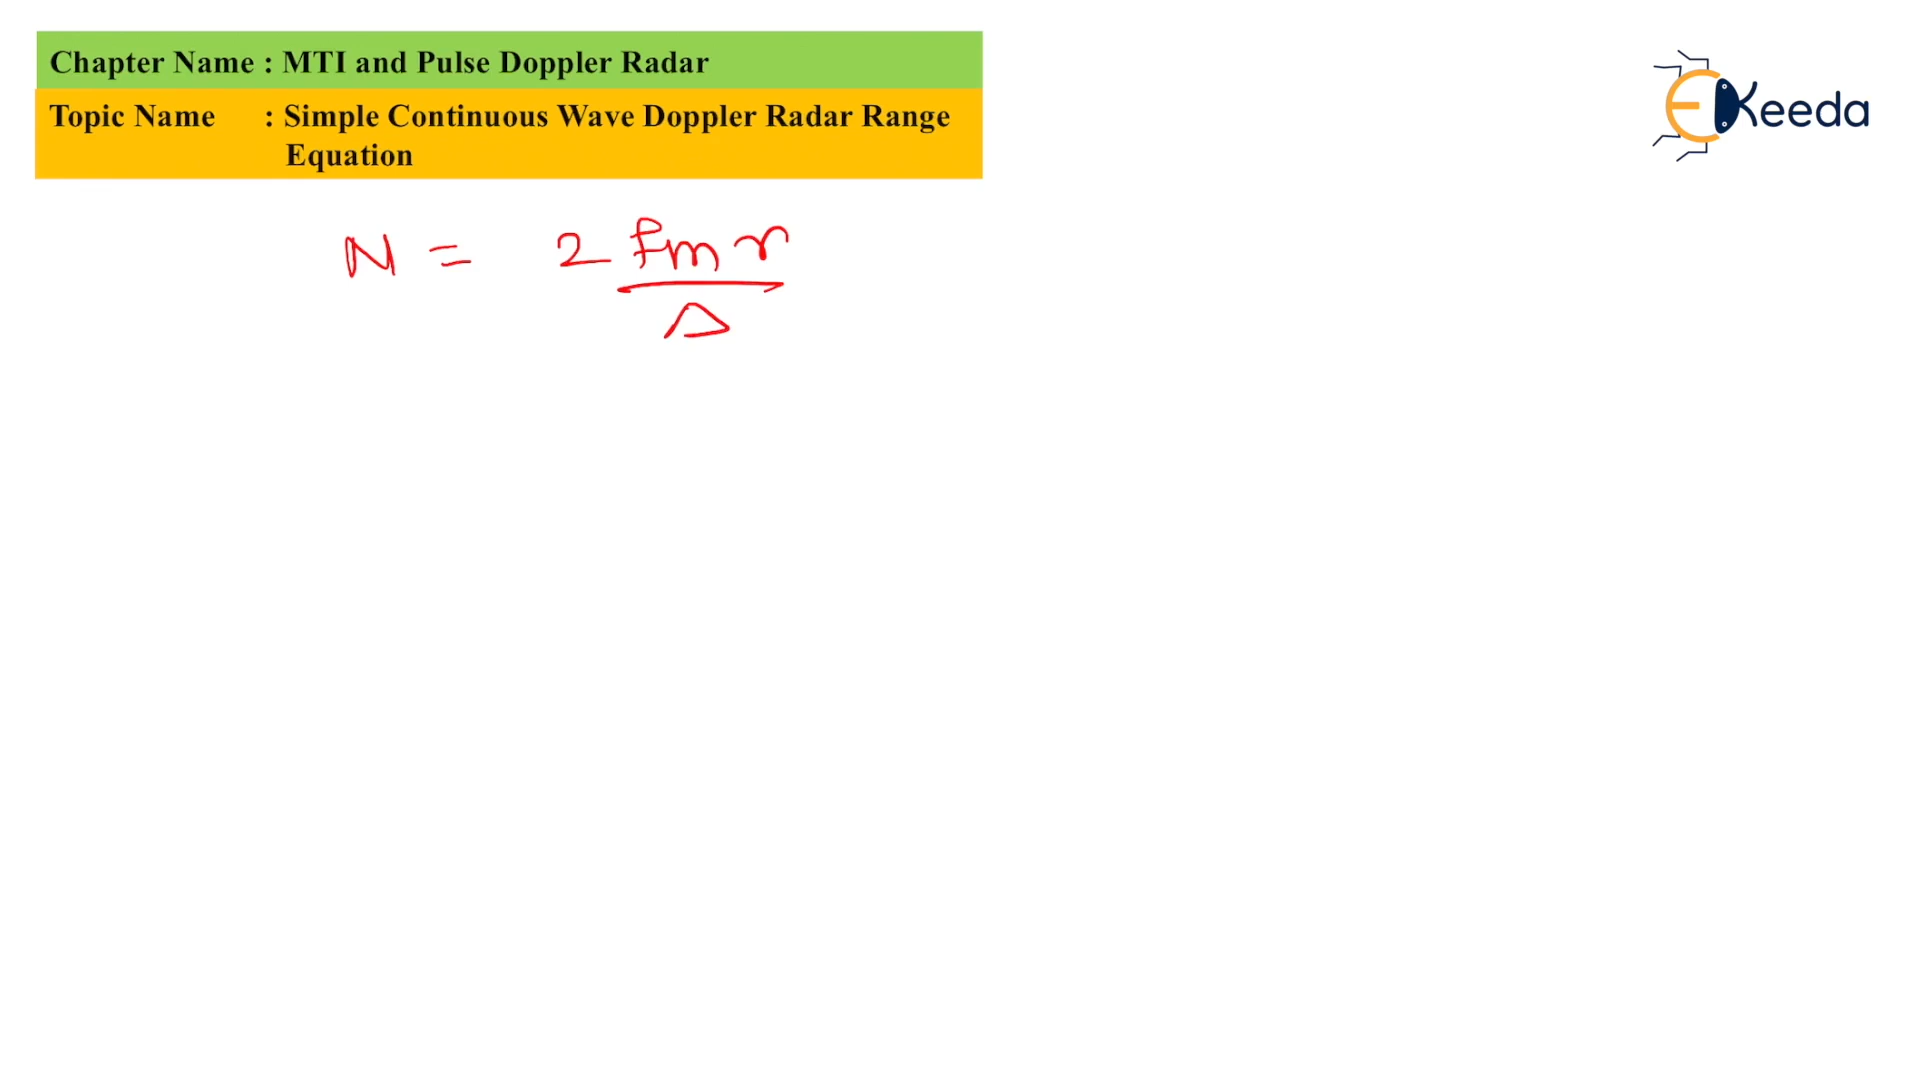 Chapter Name : MTI and Pulse Doppler Radar
Topic Name : Simple Continuous Wave Doppler Radar Range
Equation
EKeeda
N = 2 fm r
Δ